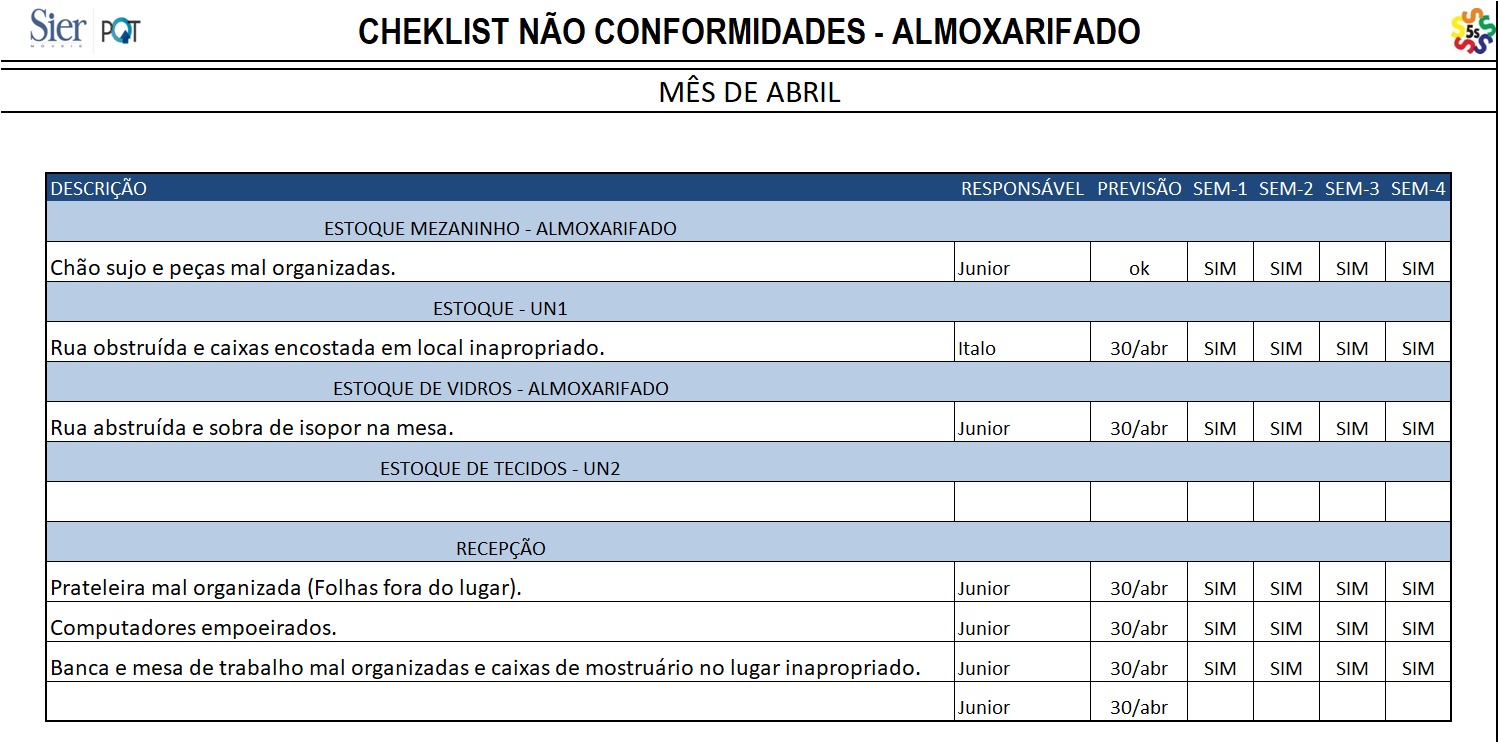 Sier PQT CHEKLIST NÃO CONFORMIDADES - ALMOXARIFADO 5s
MÓVEIS
MÊS DE ABRIL
DESCRIÇÃO RESPONSÁVEL PREVISÃO SEM-1 SEM-2 SEM-3 SEM-4
ESTOQUE MEZANINHO - ALMOXARIFADO
Chão sujo e peças mal organizadas. Junior ok SIM SIM SIM SIM
ESTOQUE - UN1
Rua obstruída e caixas encostada em local inapropriado. Italo 30/abr SIM SIM SIM SIM
ESTOQUE DE VIDROS - ALMOXARIFADO
Rua abstruída e sobra de isopor na mesa. Junior 30/abr SIM SIM SIM SIM
ESTOQUE DE TECIDOS - UN2
RECEPÇÃO
Prateleira mal organizada (Folhas fora do lugar). Junior 30/abr SIM SIM SIM SIM
Computadores empoeirados. Junior 30/abr SIM SIM SIM SIM
Banca e mesa de trabalho mal organizadas e caixas de mostruário no lugar inapropriado. Junior 30/abr SIM SIM SIM SIM
Junior 30/abr